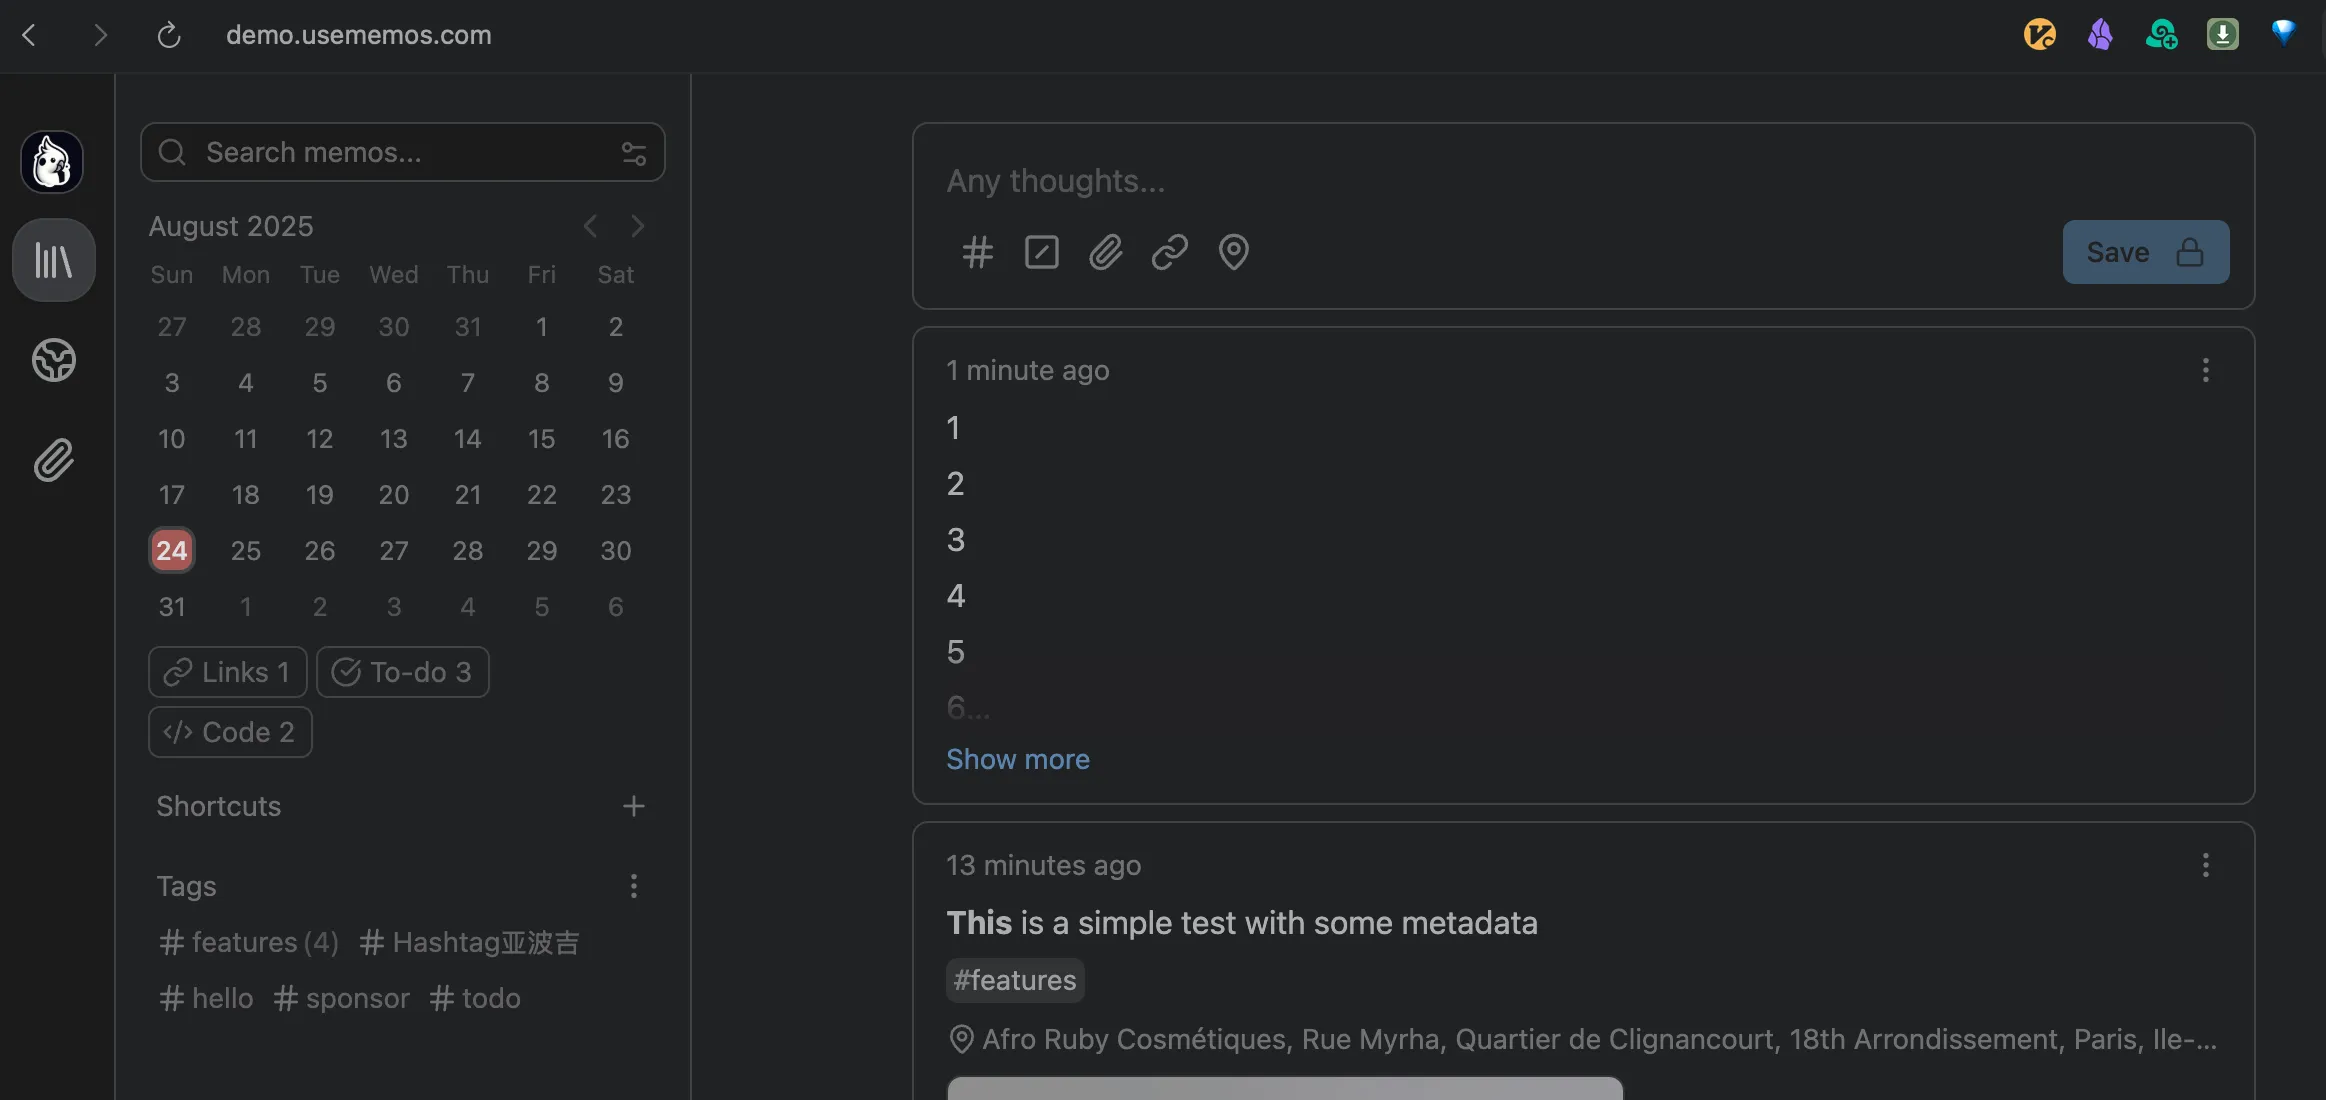 demo.usememos.com
Search memos...
August 2025
Sun Mon Tue Wed Thu Fri Sat
27 28 29 30 31 1 2
3 4 5 6 7 8 9
10 11 12 13 14 15 16
17 18 19 20 21 22 23
24 25 26 27 28 29 30
31 1 2 3 4 5 6
Links 1 To-do 3
</> Code 2
Shortcuts +
Tags
# features (4) # Hashtag亚波吉
# hello # sponsor # todo
Any thoughts...
Save
1 minute ago
1
2
3
4
5
6...
Show more
13 minutes ago
This is a simple test with some metadata
#features
Afro Ruby Cosmétiques, Rue Myrha, Quartier de Clignancourt, 18th Arrondissement, Paris, Ile-...